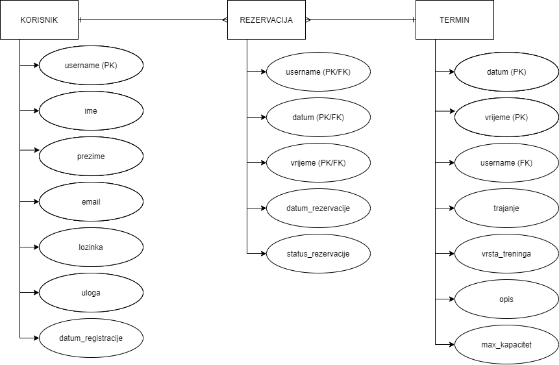 KORISNIK
username (PK)
ime
prezime
email
lozinka
uloga
datum_registracije
REZERVACIJA
username (PK/FK)
datum (PK/FK)
vrijeme (PK/FK)
datum_rezervacije
status_rezervacije
TERMIN
datum (PK)
vrijeme (PK)
username (FK)
trajanje
vrsta_treninga
opis
max_kapacitet